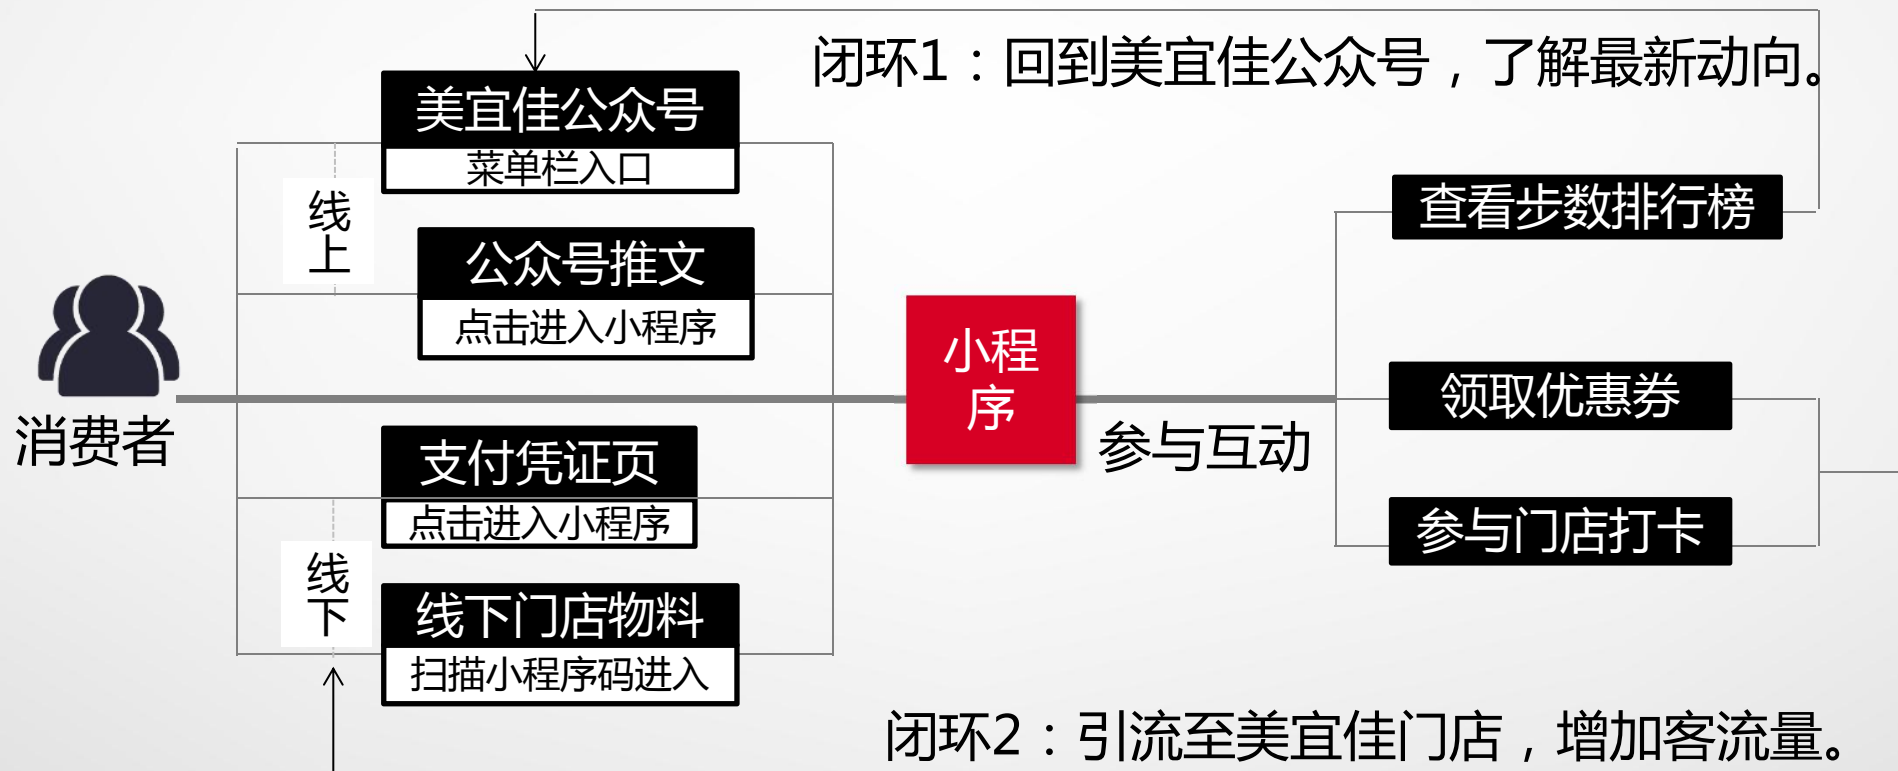 闭环1：回到美宜佳公众号，了解最新动向。
美宜佳公众号
菜单栏入口
线上
公众号推文
点击进入小程序
消费者
支付凭证页
点击进入小程序
线下
线下门店物料
扫描小程序码进入
小程
序
参与互动
查看步数排行榜
领取优惠券
参与门店打卡
闭环2：引流至美宜佳门店，增加客流量。